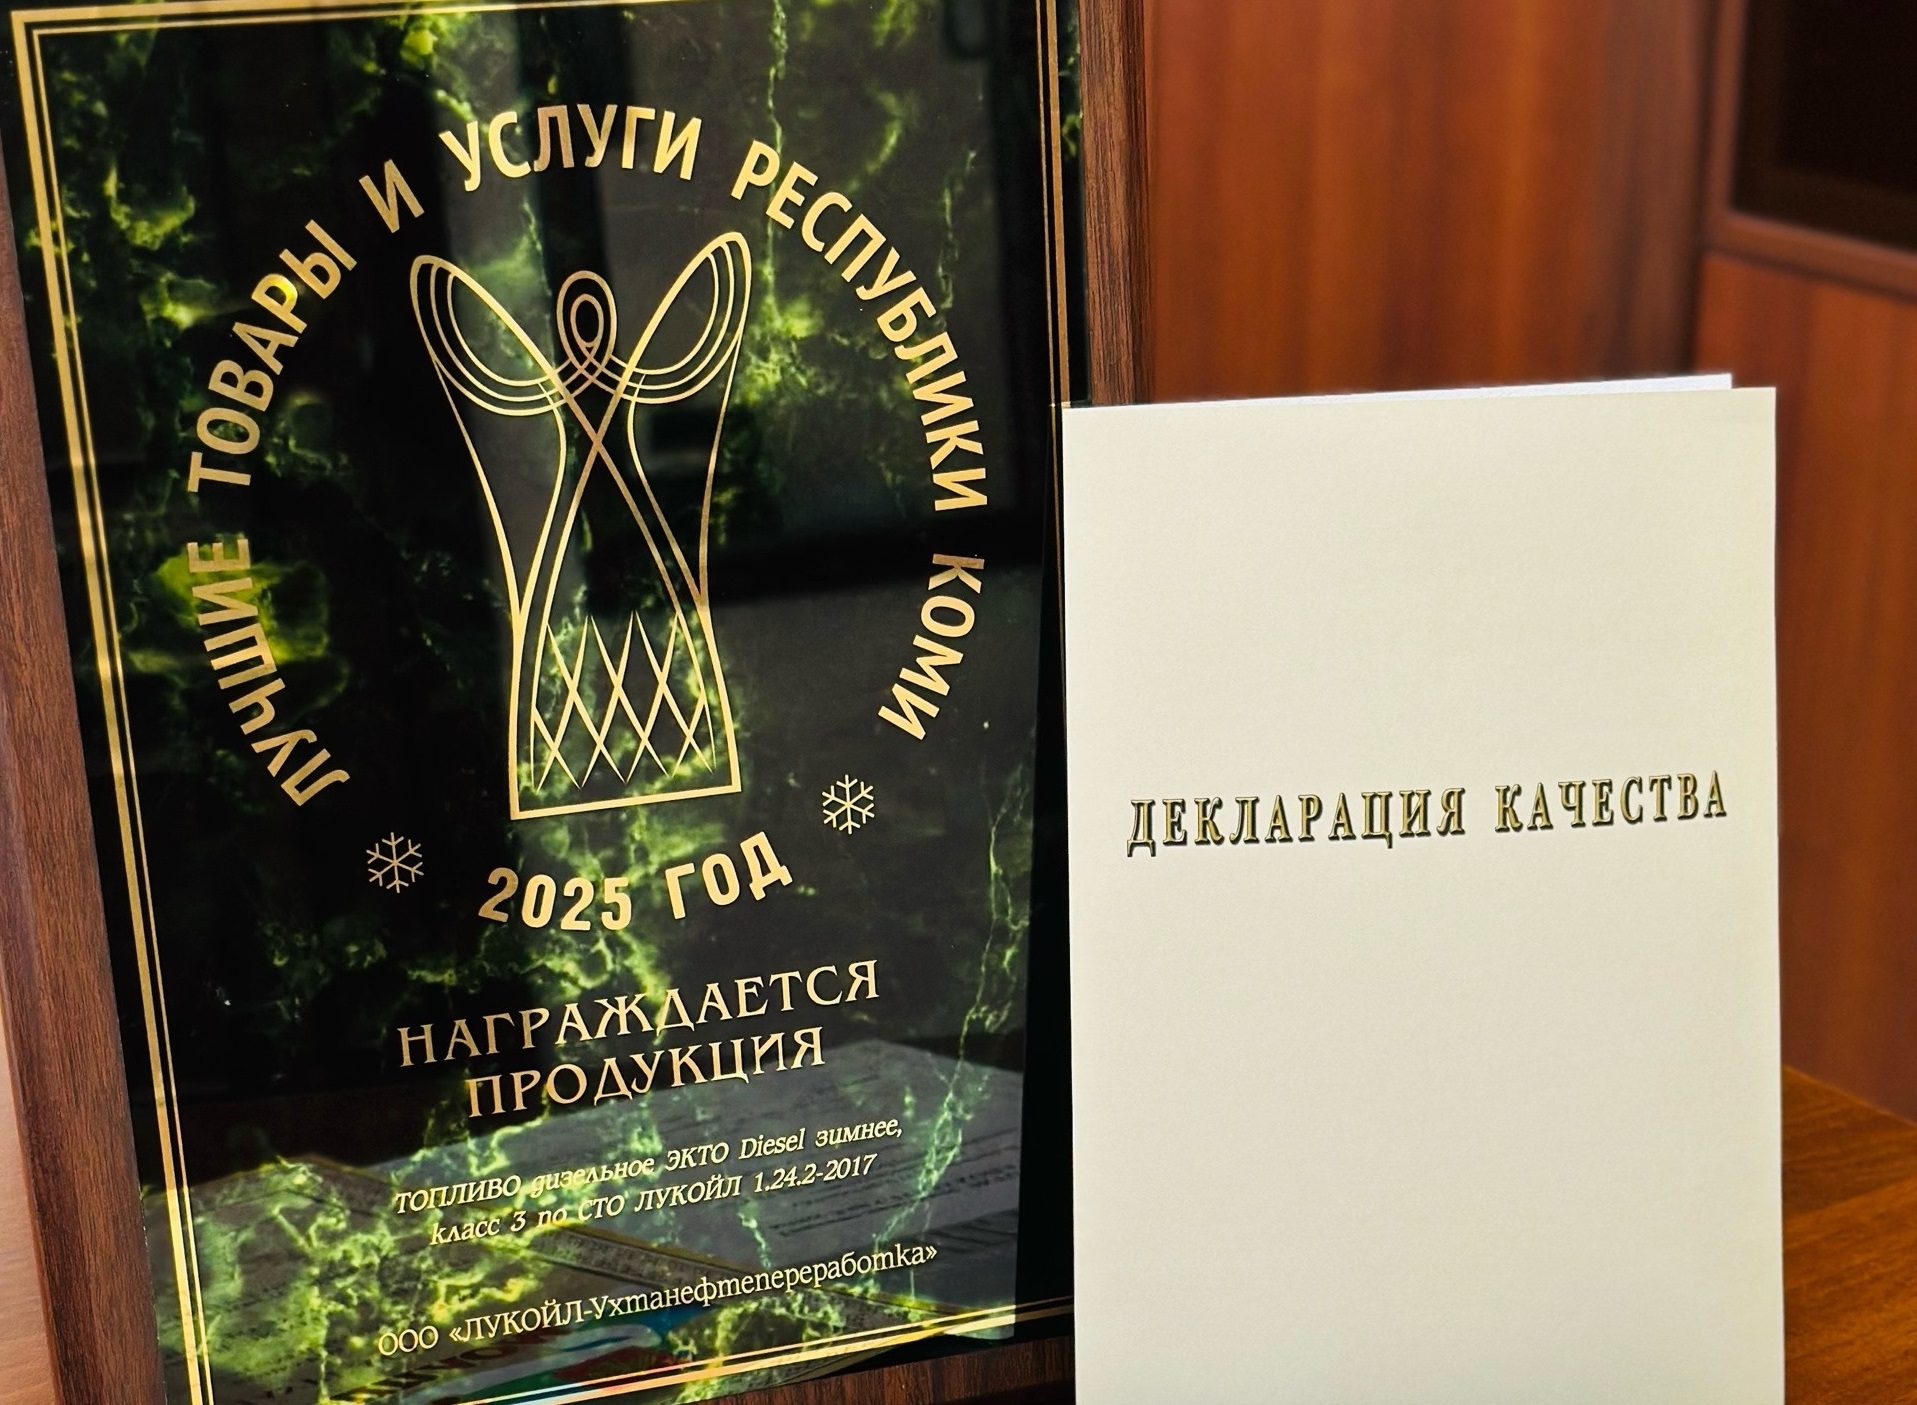 ЛУЧШИЕ ТОВАРЫ И УСЛУГИ РЕСПУБЛИКИ КОМИ
2025 ГОД
НАГРАЖДАЕТСЯ
ПРОДУКЦИЯ
ТОПЛИВО дизельное ЭКТО Diesel зимнее,
класс 3 по СТО ЛУКОЙЛ 1.24.2-2017
ООО «ЛУКОЙЛ-Ухтанефтепереработка»
ДЕКЛАРАЦИЯ КАЧЕСТВА